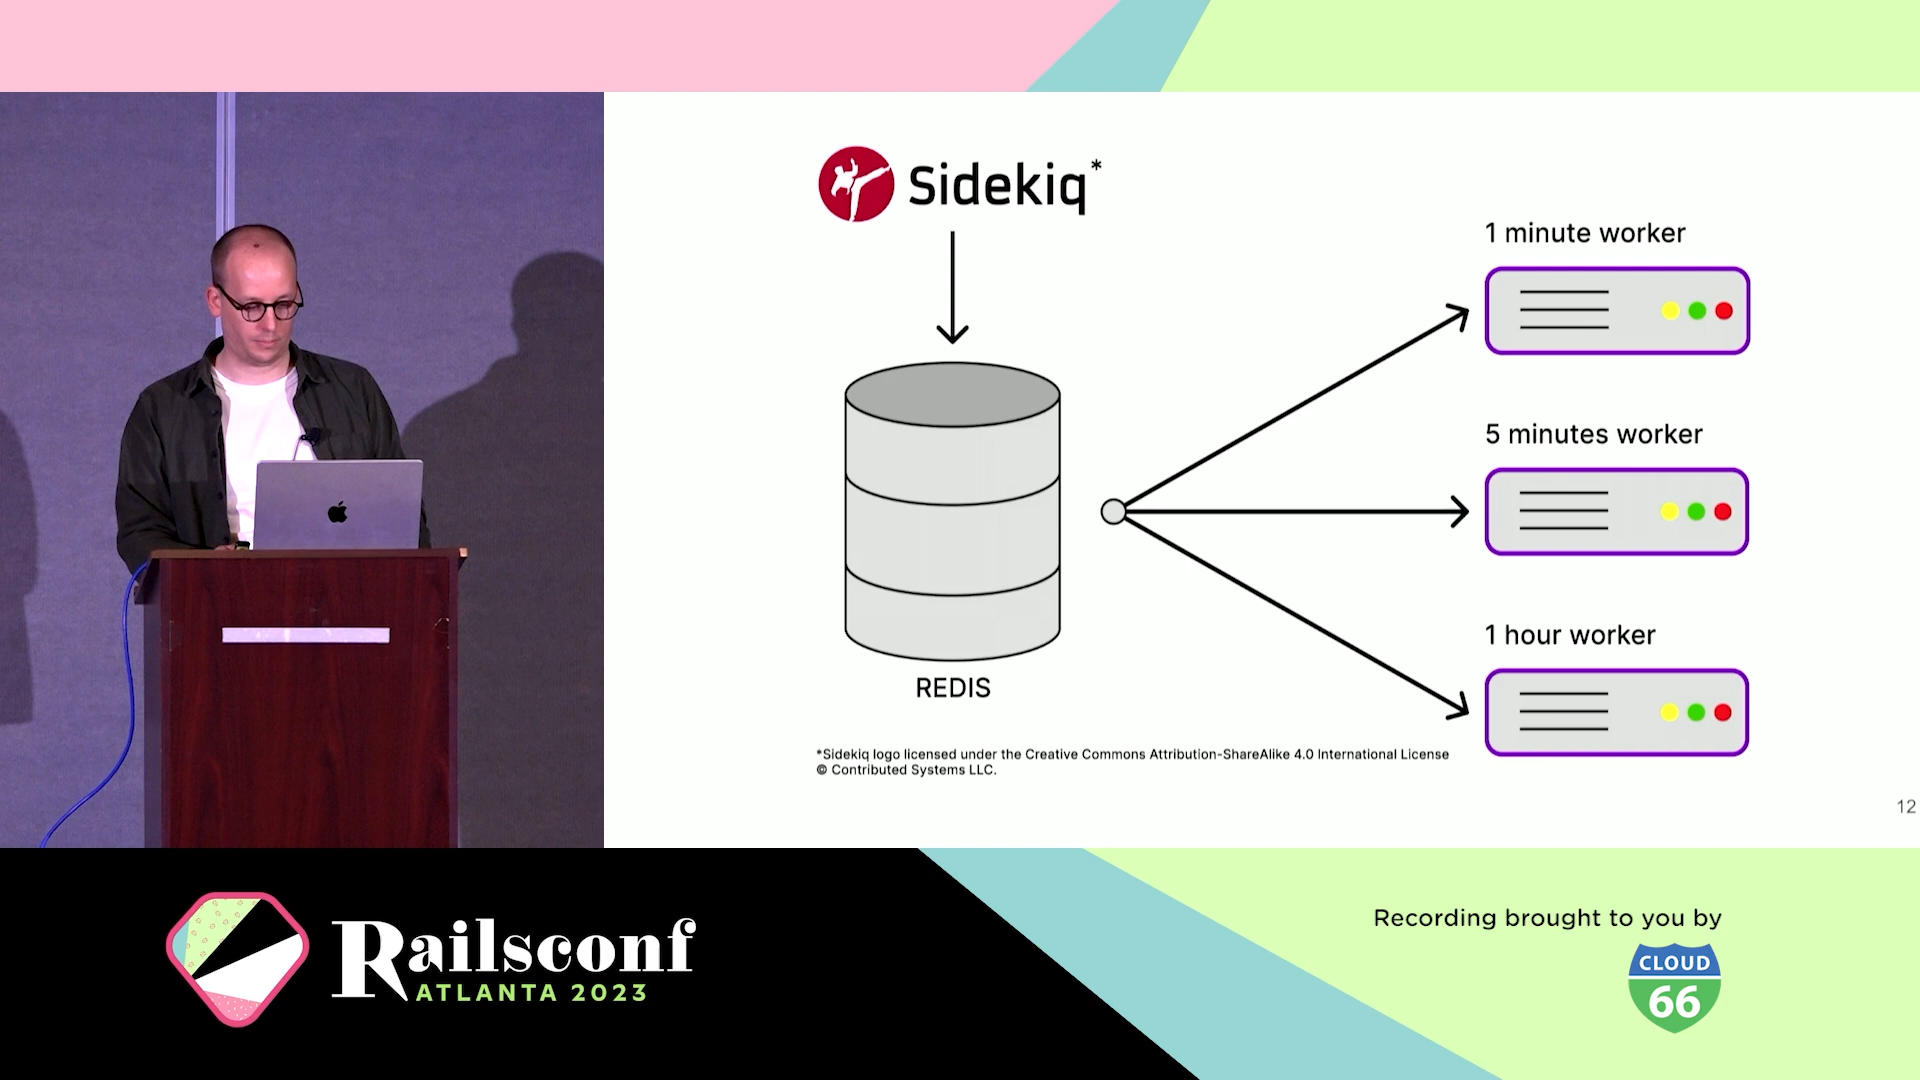 Sidekiq*
1 minute worker
5 minutes worker
1 hour worker
REDIS
*Sidekiq logo licensed under the Creative Commons Attribution-ShareAlike 4.0 International License
© Contributed Systems LLC.
12
Railsconf
ATLANTA 2023
Recording brought to you by
CLOUD
66